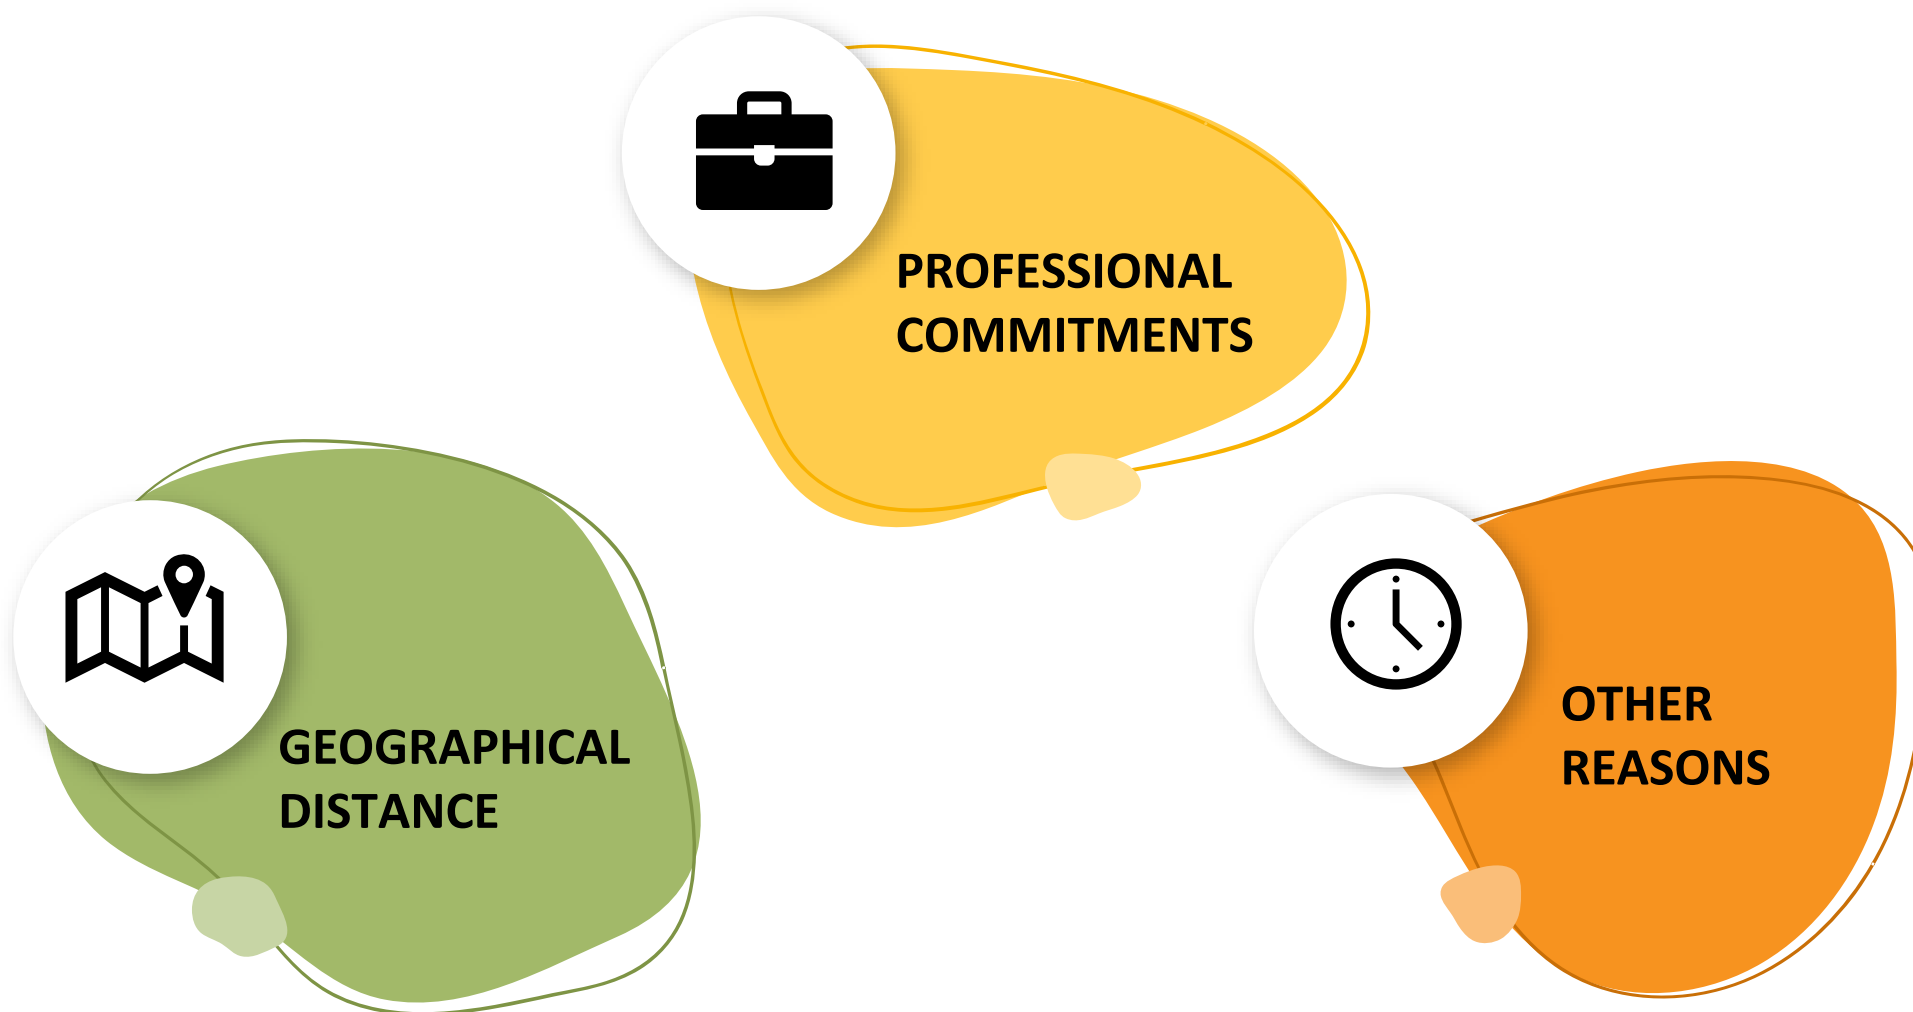 PROFESSIONAL
COMMITMENTS
GEOGRAPHICAL
DISTANCE
OTHER
REASONS